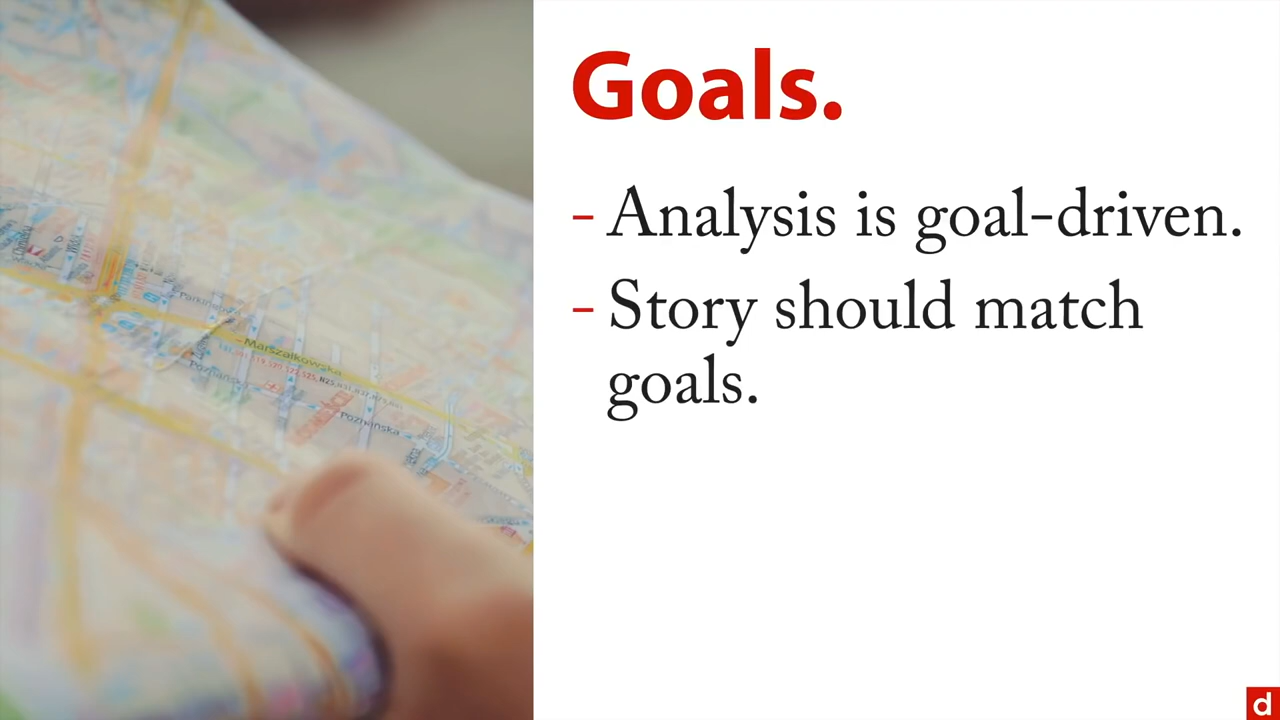 Goals.
- Analysis is goal-driven.
- Story should match
goals.
Marszałkowska
Poznańska
d